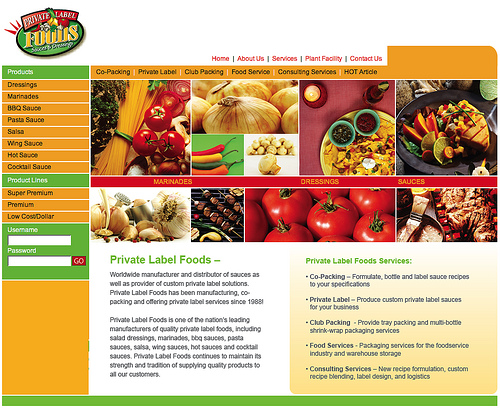 PRIVATE LABEL
FOODS
Home | About Us | Services | Plant Facility | Contact Us
Products
Co-Packing | Private Label | Club Packing | Food Service | Consulting Services | HOT Article
Dressings
Marinades
BBQ Sauce
Pasta Sauce
Salsa
Wing Sauce
Hot Sauce
Cocktail Sauce
Product Lines
Super Premium
Premium
Low Cost/Dollar
Username
Password
GO
MARINADES DRESSINGS SAUCES
Private Label Foods –
Worldwide manufacturer and distributor of sauces as
well as provider of custom private label solutions.
Private Label Foods has been manufacturing, co-
packing and offering private label services since 1988!
Private Label Foods is one of the nation's leading
manufacturers of quality private label foods, including
salad dressings, marinades, bbq sauces, pasta
sauces, salsa, wing sauces, hot sauces and cocktail
sauces. Private Label Foods continues to maintain its
strength and tradition of supplying quality products to
all our customers.
Private Label Foods Services:
• Co-Packing – Formulate, bottle and label sauce recipes
to your specifications
• Private Label – Produce custom private label sauces
for your business
• Club Packing - Provide tray packing and multi-bottle
shrink-wrap packaging services
• Food Services - Packaging services for the foodservice
industry and warehouse storage
• Consulting Services – New recipe formulation, custom
recipe blending, label design, and logistics